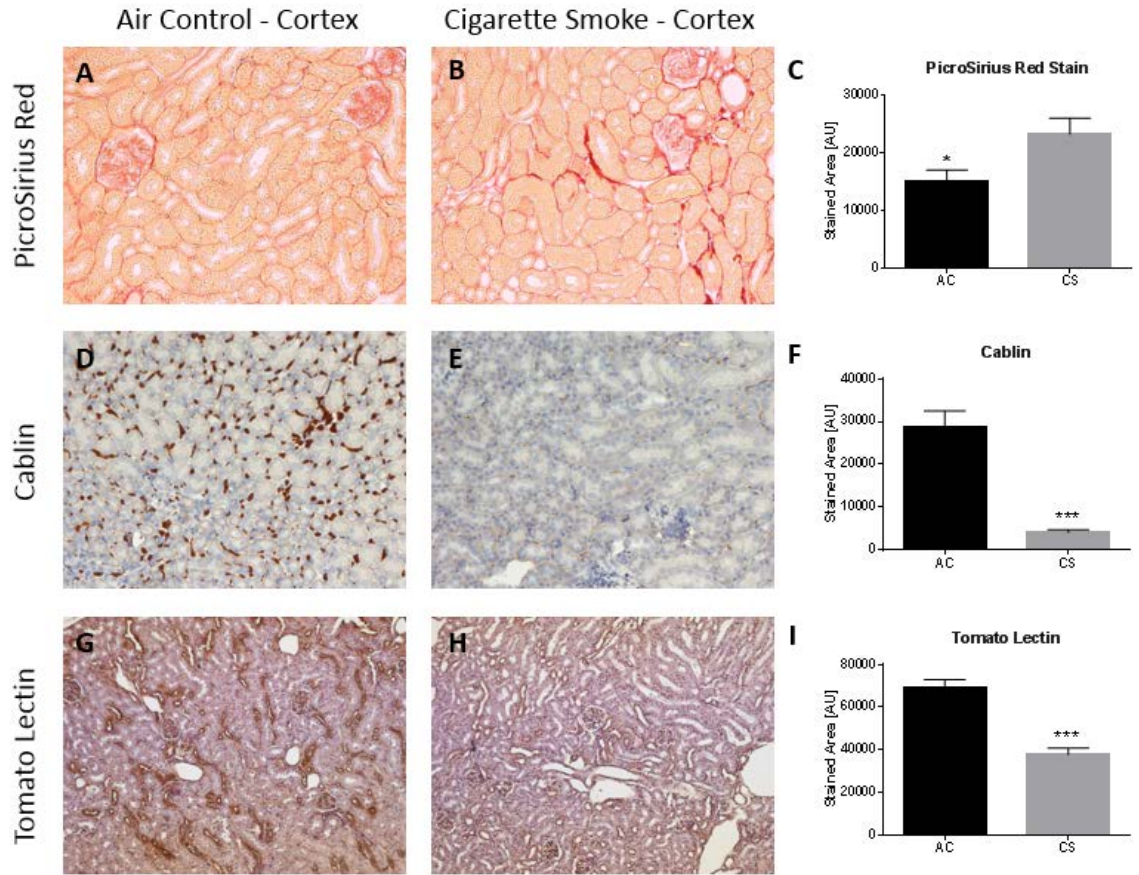 Air Control - Cortex
Cigarette Smoke - Cortex
PicroSirius Red
A
B
C
PicroSirius Red Stain
Stained Area [AU]
30000
20000
10000
0
*
AC
CS
Cablin
D
E
F
Cablin
Stained Area [AU]
40000
30000
20000
10000
0
***
AC
CS
Tomato Lectin
G
H
I
Tomato Lectin
Stained Area [AU]
80000
60000
40000
20000
0
***
AC
CS